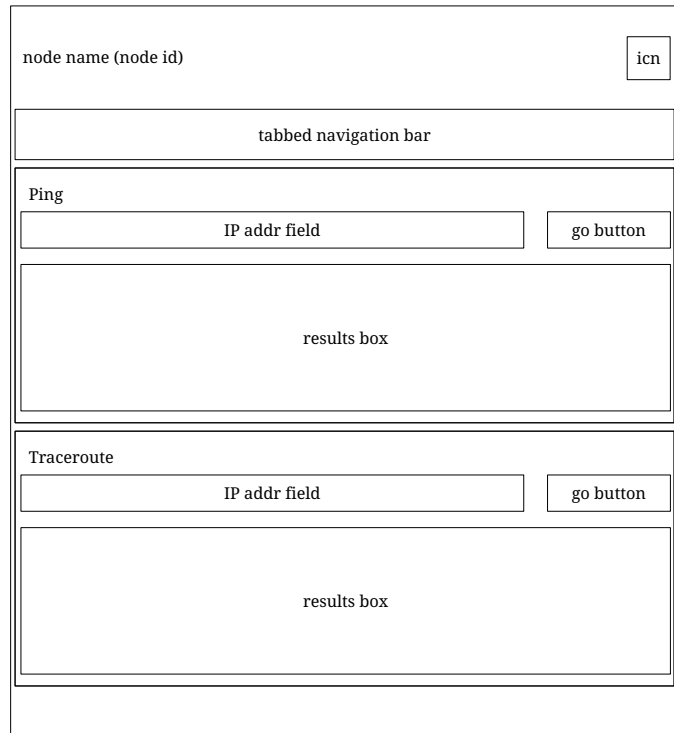 node name (node id)
icn
tabbed navigation bar
Ping
IP addr field
go button
results box
Traceroute
IP addr field
go button
results box